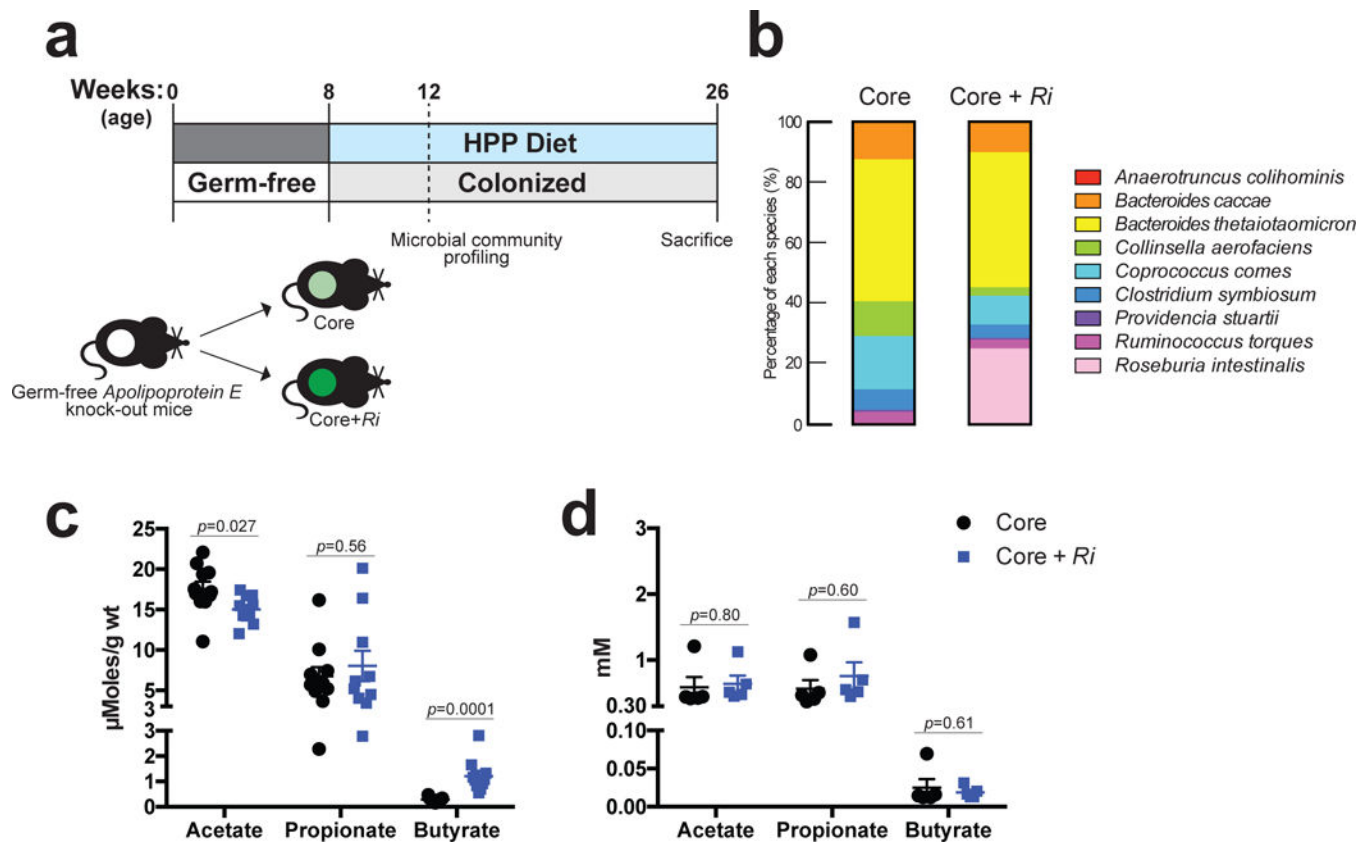 a
Weeks: 0 8 12 26
(age)
HPP Diet
Germ-free Colonized
Microbial community
profiling
Sacrifice
Core
Germ-free Apolipoprotein E
knock-out mice
Core+Ri
b
Core Core + Ri
Percentage of each species (%)
100
80
60
40
20
0
Anaerotruncus colihominis
Bacteroides caccae
Bacteroides thetaiotaomicron
Collinsella aerofaciens
Coprococcus comes
Clostridium symbiosum
Providencia stuartii
Ruminococcus torques
Roseburia intestinalis
c
µMoles/g wt
25
20
15
10
5
3
3
2
1
0
p=0.027
p=0.56
p=0.0001
Acetate Propionate Butyrate
d
mM
3
2
1
0.30
0.10
0.05
0.00
p=0.80
p=0.60
p=0.61
Acetate Propionate Butyrate
Core
Core + Ri